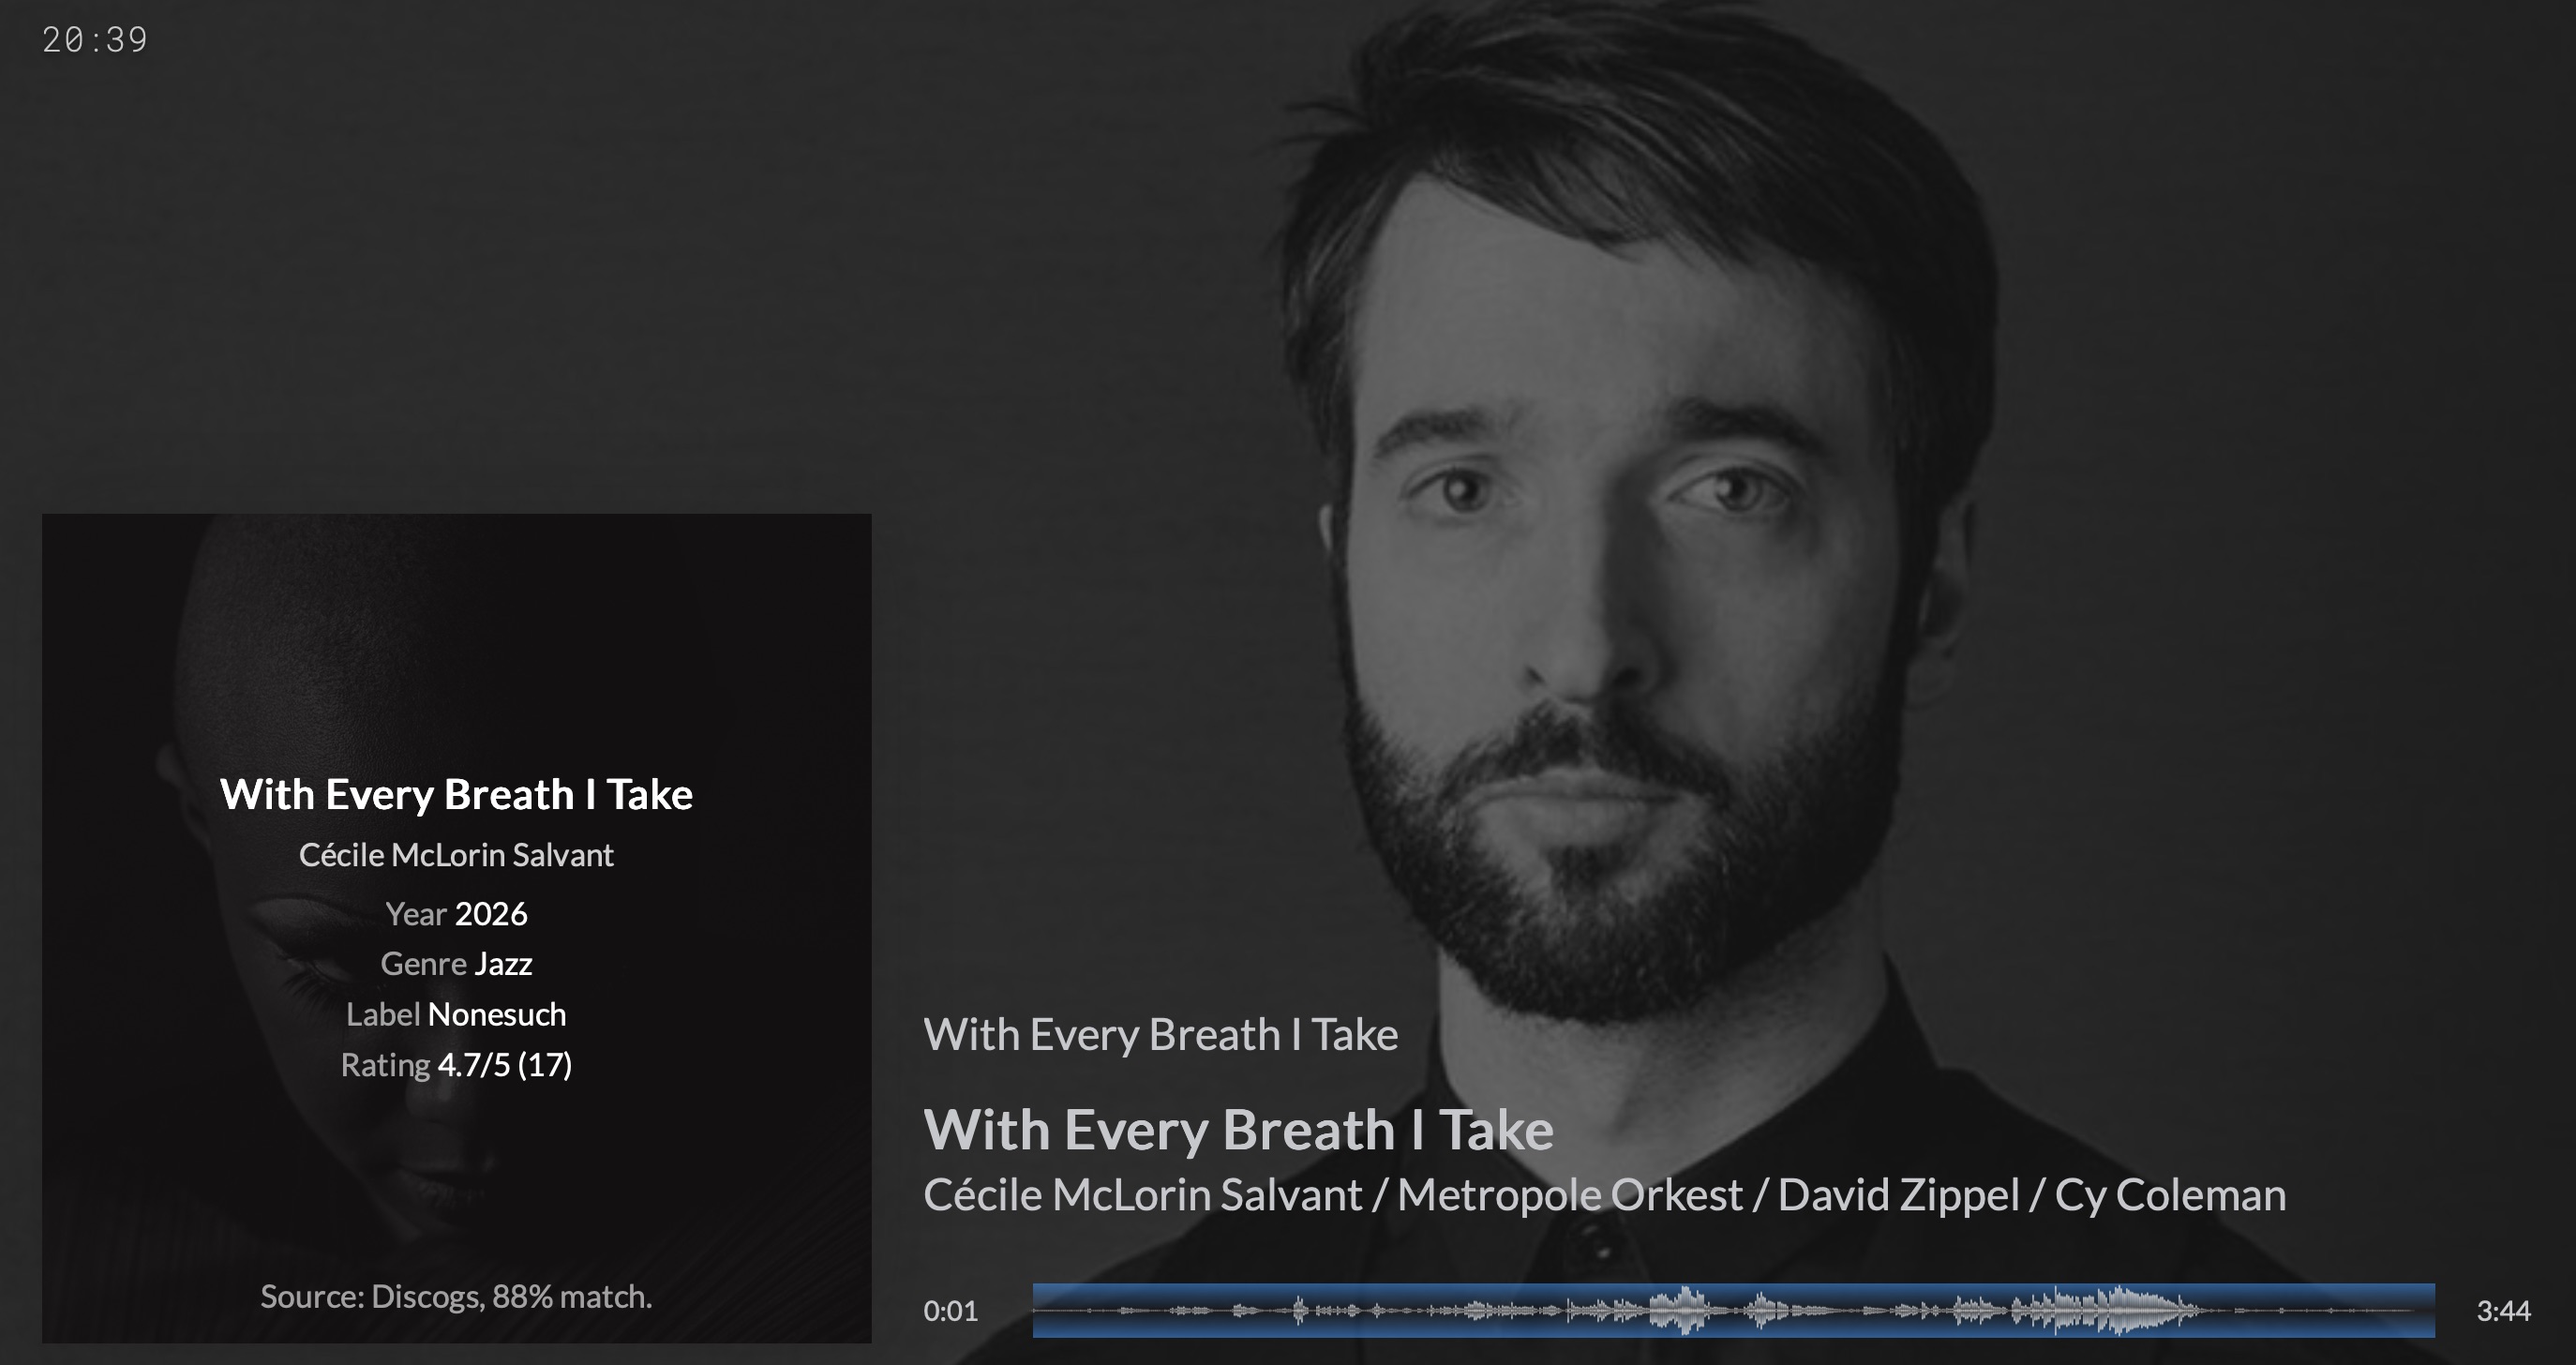 20:39
With Every Breath I Take
Cécile McLorin Salvant
Year 2026
Genre Jazz
Label Nonesuch
Rating 4.7/5 (17)
Source: Discogs, 88% match.
With Every Breath I Take
With Every Breath I Take
Cécile McLorin Salvant / Metropole Orkest / David Zippel / Cy Coleman
0:01
3:44